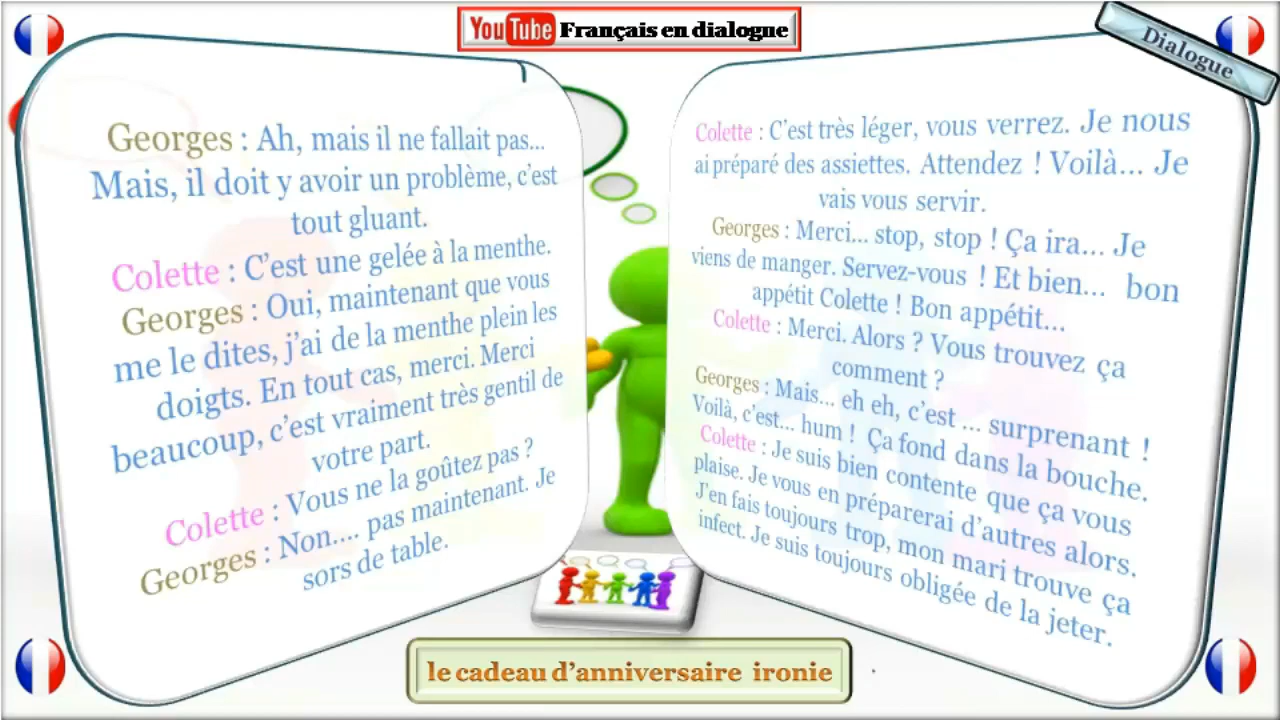 YouTube Français en dialogue
Dialogue
Georges : Ah, mais il ne fallait pas...
Mais, il doit y avoir un problème, c'est
tout gluant.
Colette : C'est une gelée à la menthe.
Georges : Oui, maintenant que vous
me le dites, j'ai de la menthe plein les
doigts. En tout cas, merci. Merci
beaucoup, c'est vraiment très gentil de
votre part.
Colette : Vous ne la goûtez pas ?
Georges : Non.... pas maintenant. Je
sors de table.
Colette : C'est très léger, vous verrez. Je nous
ai préparé des assiettes. Attendez ! Voilà... Je
vais vous servir.
Georges : Merci... stop, stop ! Ça ira... Je
viens de manger. Servez-vous ! Et bien... bon
appétit Colette ! Bon appétit...
Colette : Merci. Alors ? Vous trouvez ça
comment ?
Georges : Mais... eh eh, c'est ... surprenant !
Voilà, c'est... hum ! Ça fond dans la bouche.
Colette : Je suis bien contente que ça vous
plaise. Je vous en préparerai d'autres alors.
J'en fais toujours trop, mon mari trouve ça
infect. Je suis toujours obligée de la jeter.
le cadeau d'anniversaire ironie